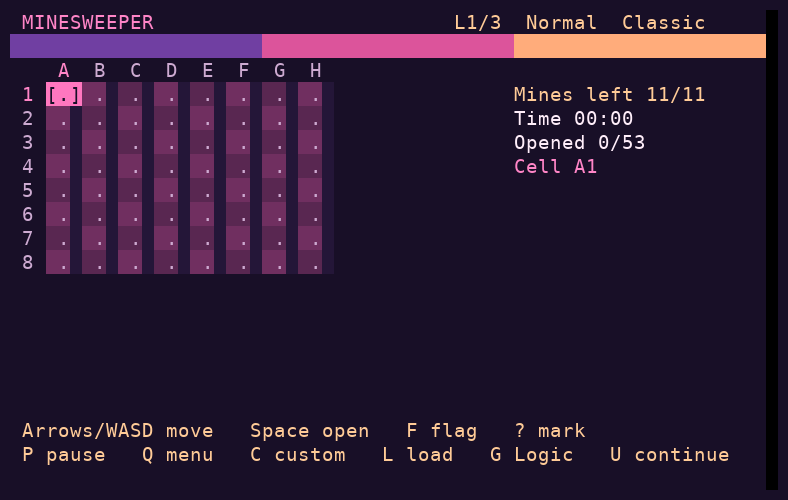 MINESWEEPER L1/3 Normal Classic
A B C D E F G H
1 [.] . . . . . . . Mines left 11/11
2 . . . . . . . . Time 00:00
3 . . . . . . . . Opened 0/53
4 . . . . . . . . Cell A1
5 . . . . . . . .
6 . . . . . . . .
7 . . . . . . . .
8 . . . . . . . .
Arrows/WASD move Space open F flag ? mark
P pause Q menu C custom L load G Logic U continue